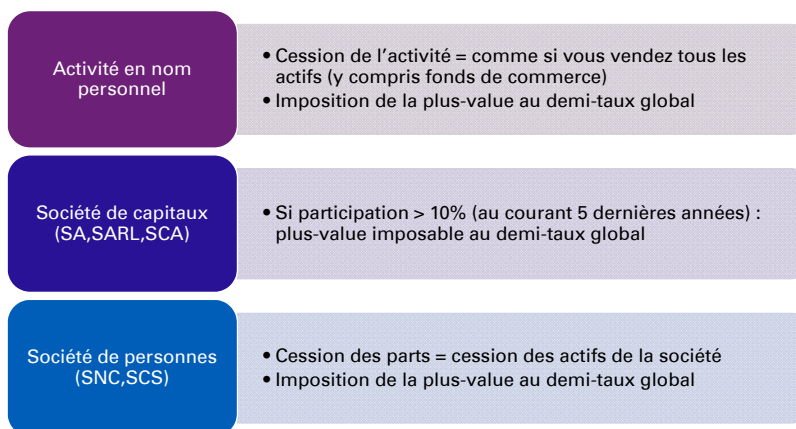 Activité en nom
personnel
• Cession de l'activité = comme si vous vendez tous les
actifs (y compris fonds de commerce)
• Imposition de la plus-value au demi-taux global
Société de capitaux
(SA,SARL,SCA)
• Si participation > 10% (au courant 5 dernières années) :
plus-value imposable au demi-taux global
Société de personnes
(SNC,SCS)
• Cession des parts = cession des actifs de la société
• Imposition de la plus-value au demi-taux global